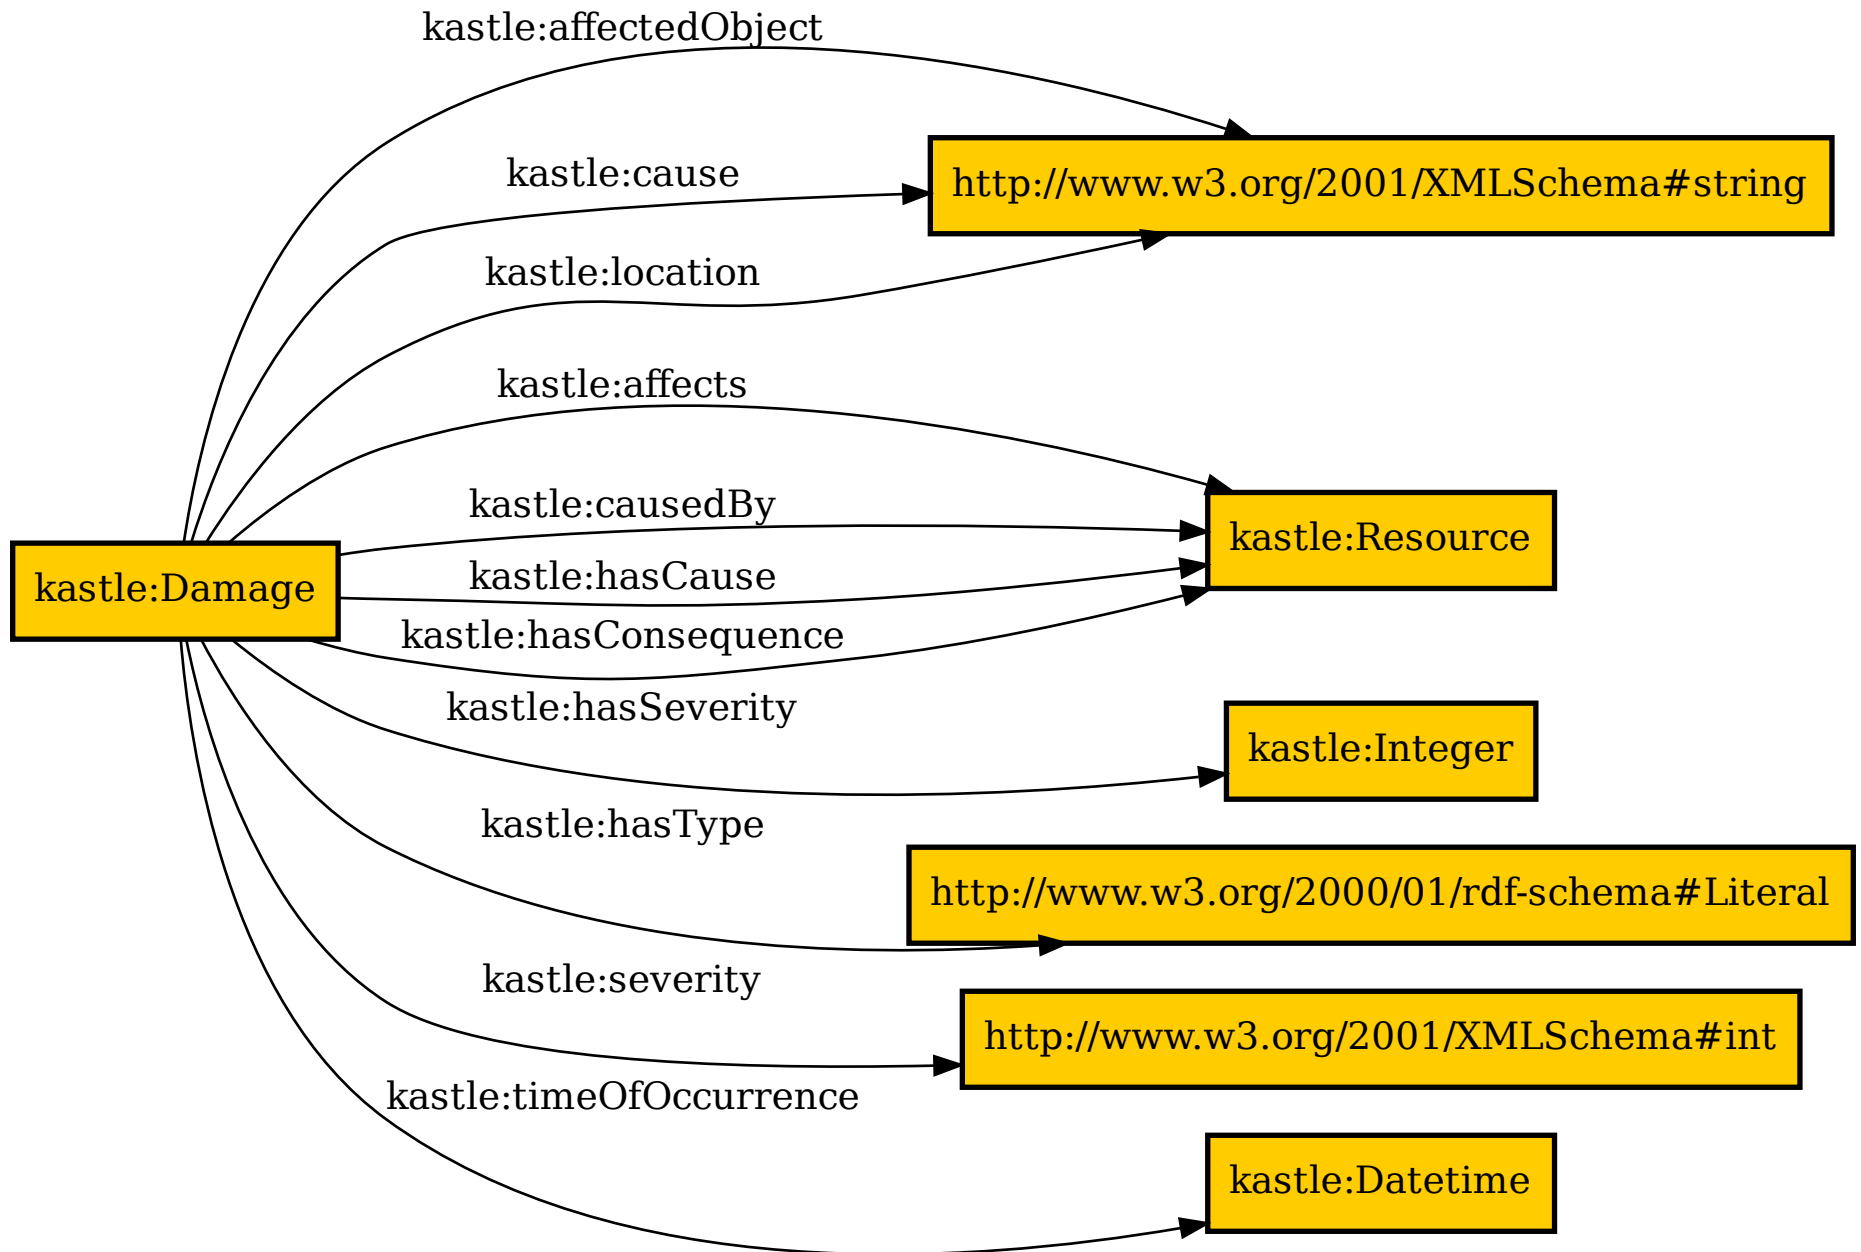 kastle:affectedObject
kastle:cause
http://www.w3.org/2001/XMLSchema#string
kastle:location
kastle:affects
kastle:causedBy
kastle:Resource
kastle:hasCause
kastle:Damage
kastle:hasConsequence
kastle:hasSeverity
kastle:Integer
kastle:hasType
http://www.w3.org/2000/01/rdf-schema#Literal
kastle:severity
http://www.w3.org/2001/XMLSchema#int
kastle:timeOfOccurrence
kastle:Datetime